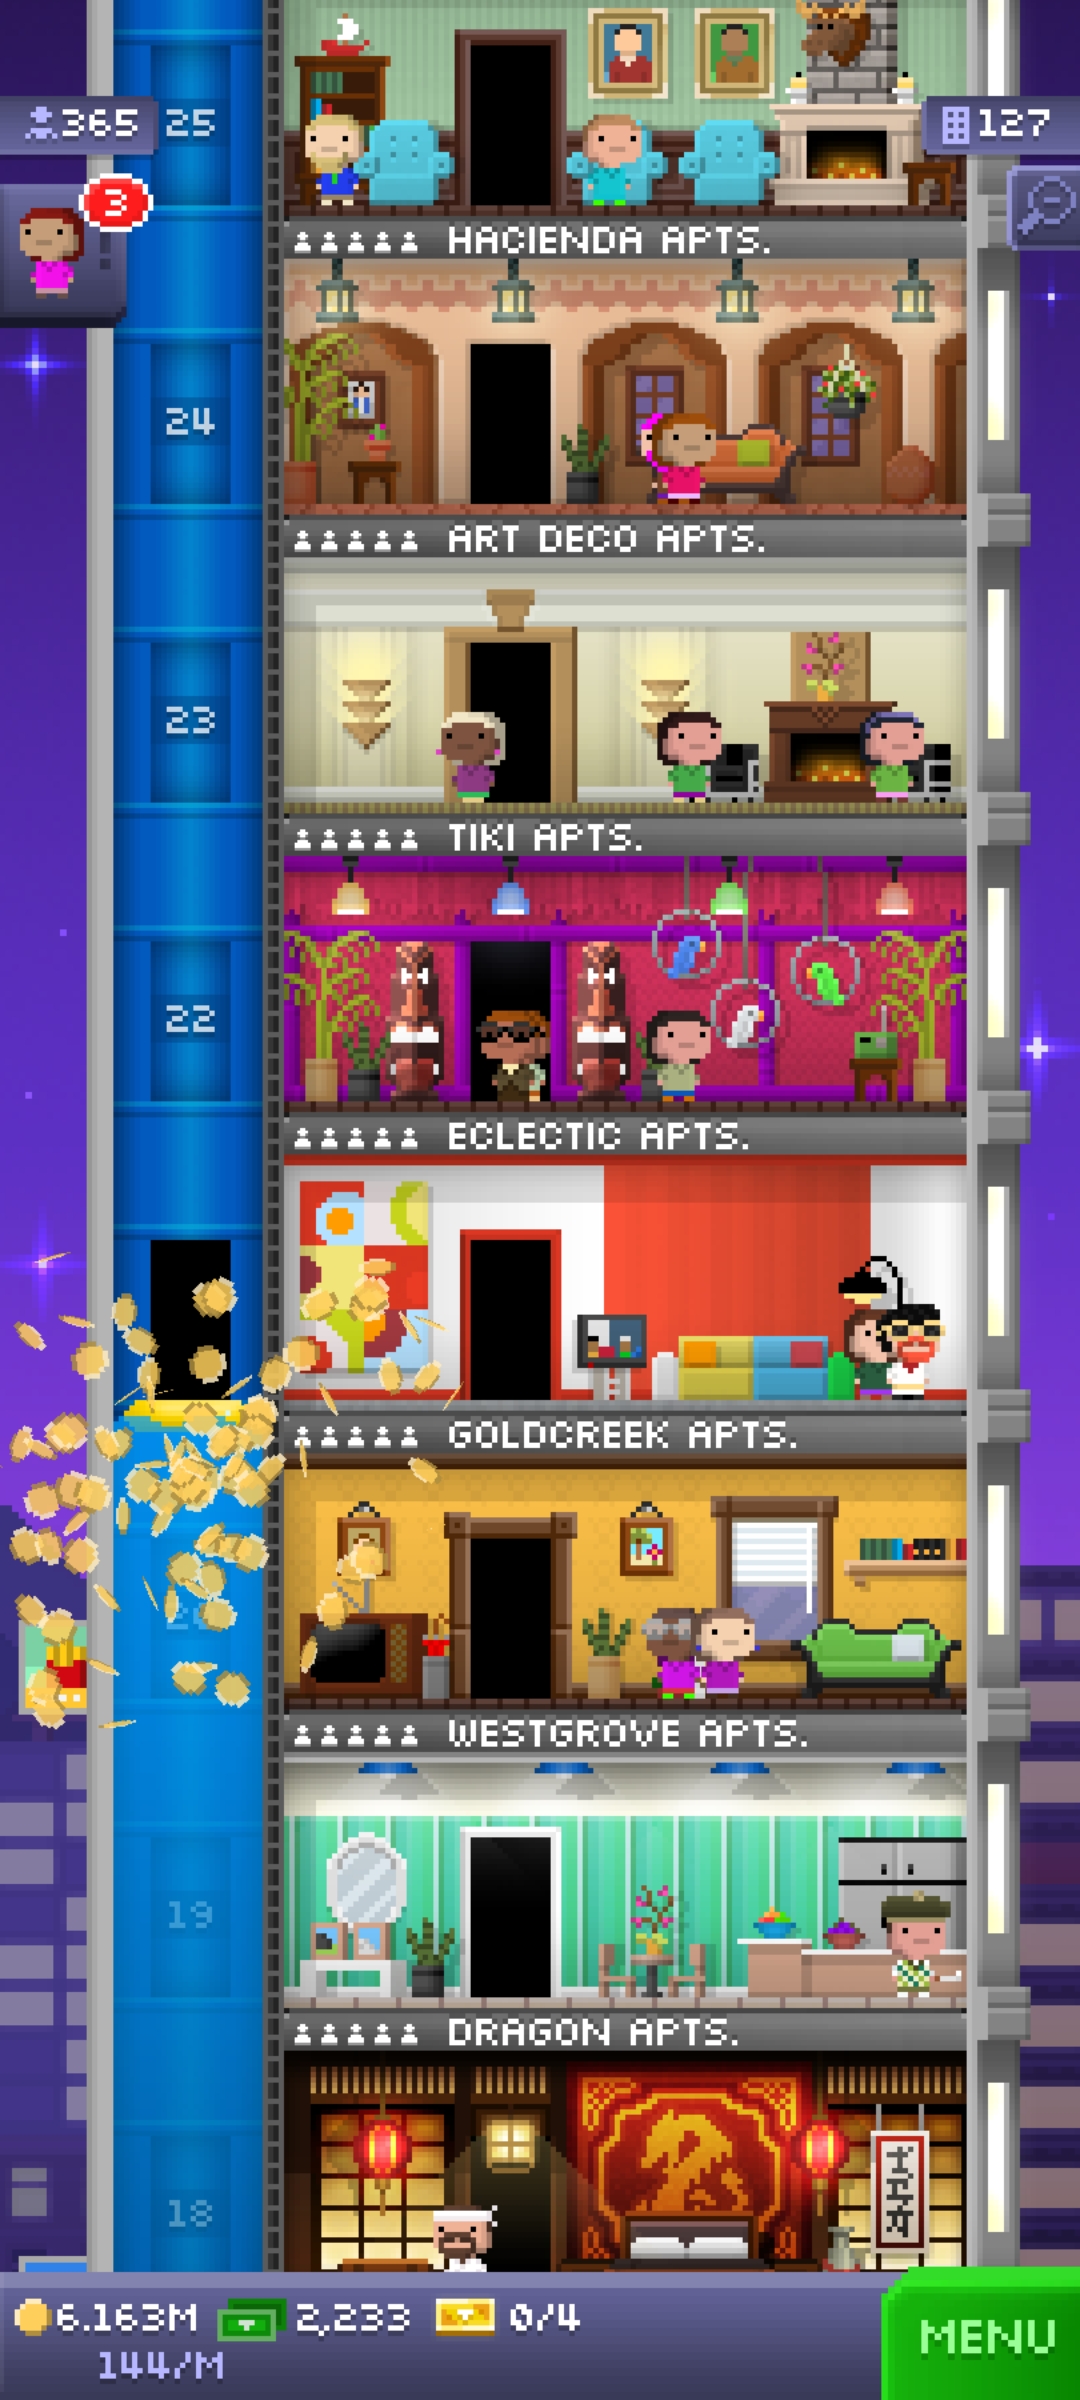 365
25
127
3
HACIENDA APTS.
24
ART DECO APTS.
23
TIKI APTS.
22
ECLECTIC APTS.
GOLDCREEK APTS.
WESTGROVE APTS.
19
DRAGON APTS.
18
6.163M 2,233 0/4
144/M
MENU